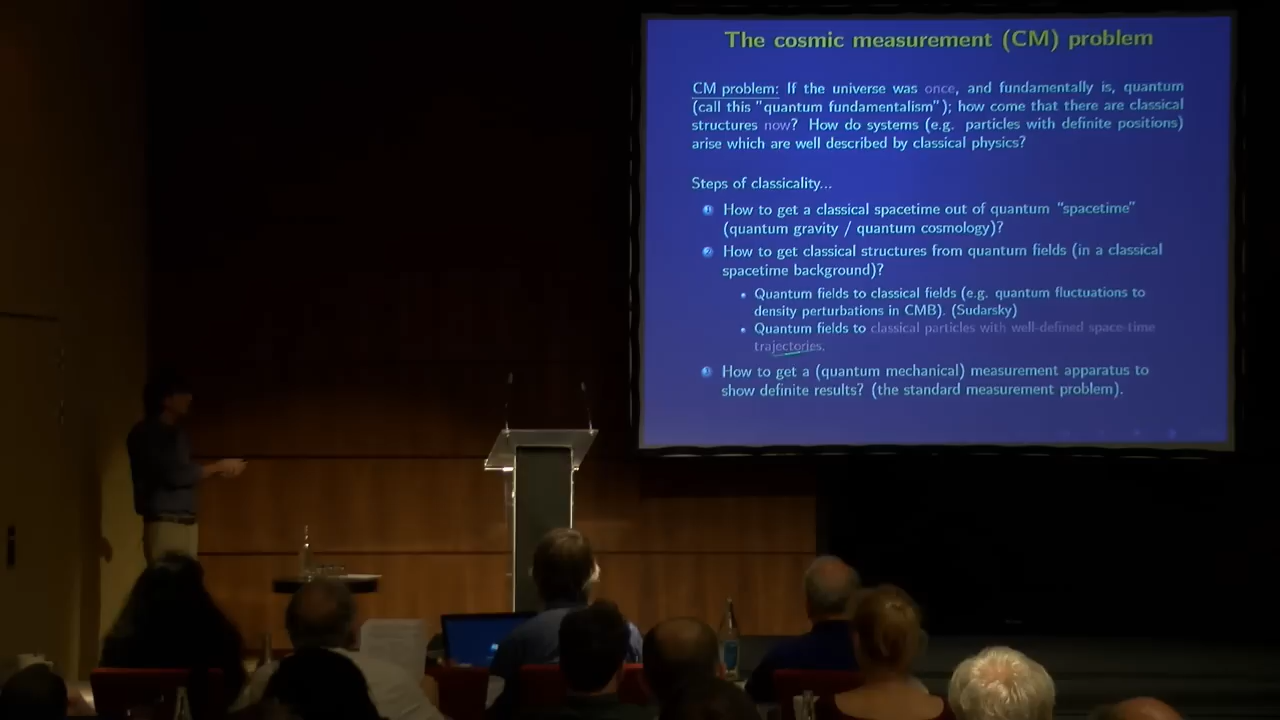 The cosmic measurement (CM) problem
CM problem: If the universe was once, and fundamentally is, quantum
(call this "quantum fundamentalism"); how come that there are classical
structures now? How do systems (e.g. particles with definite positions)
arise which are well described by classical physics?
Steps of classicality...
1 How to get a classical spacetime out of quantum "spacetime"
(quantum gravity / quantum cosmology)?
2 How to get classical structures from quantum fields (in a classical
spacetime background)?
• Quantum fields to classical fields (e.g. quantum fluctuations to
density perturbations in CMB). (Sudarsky)
• Quantum fields to classical particles with well-defined space-time
trajectories.
3 How to get a (quantum mechanical) measurement apparatus to
show definite results? (the standard measurement problem).